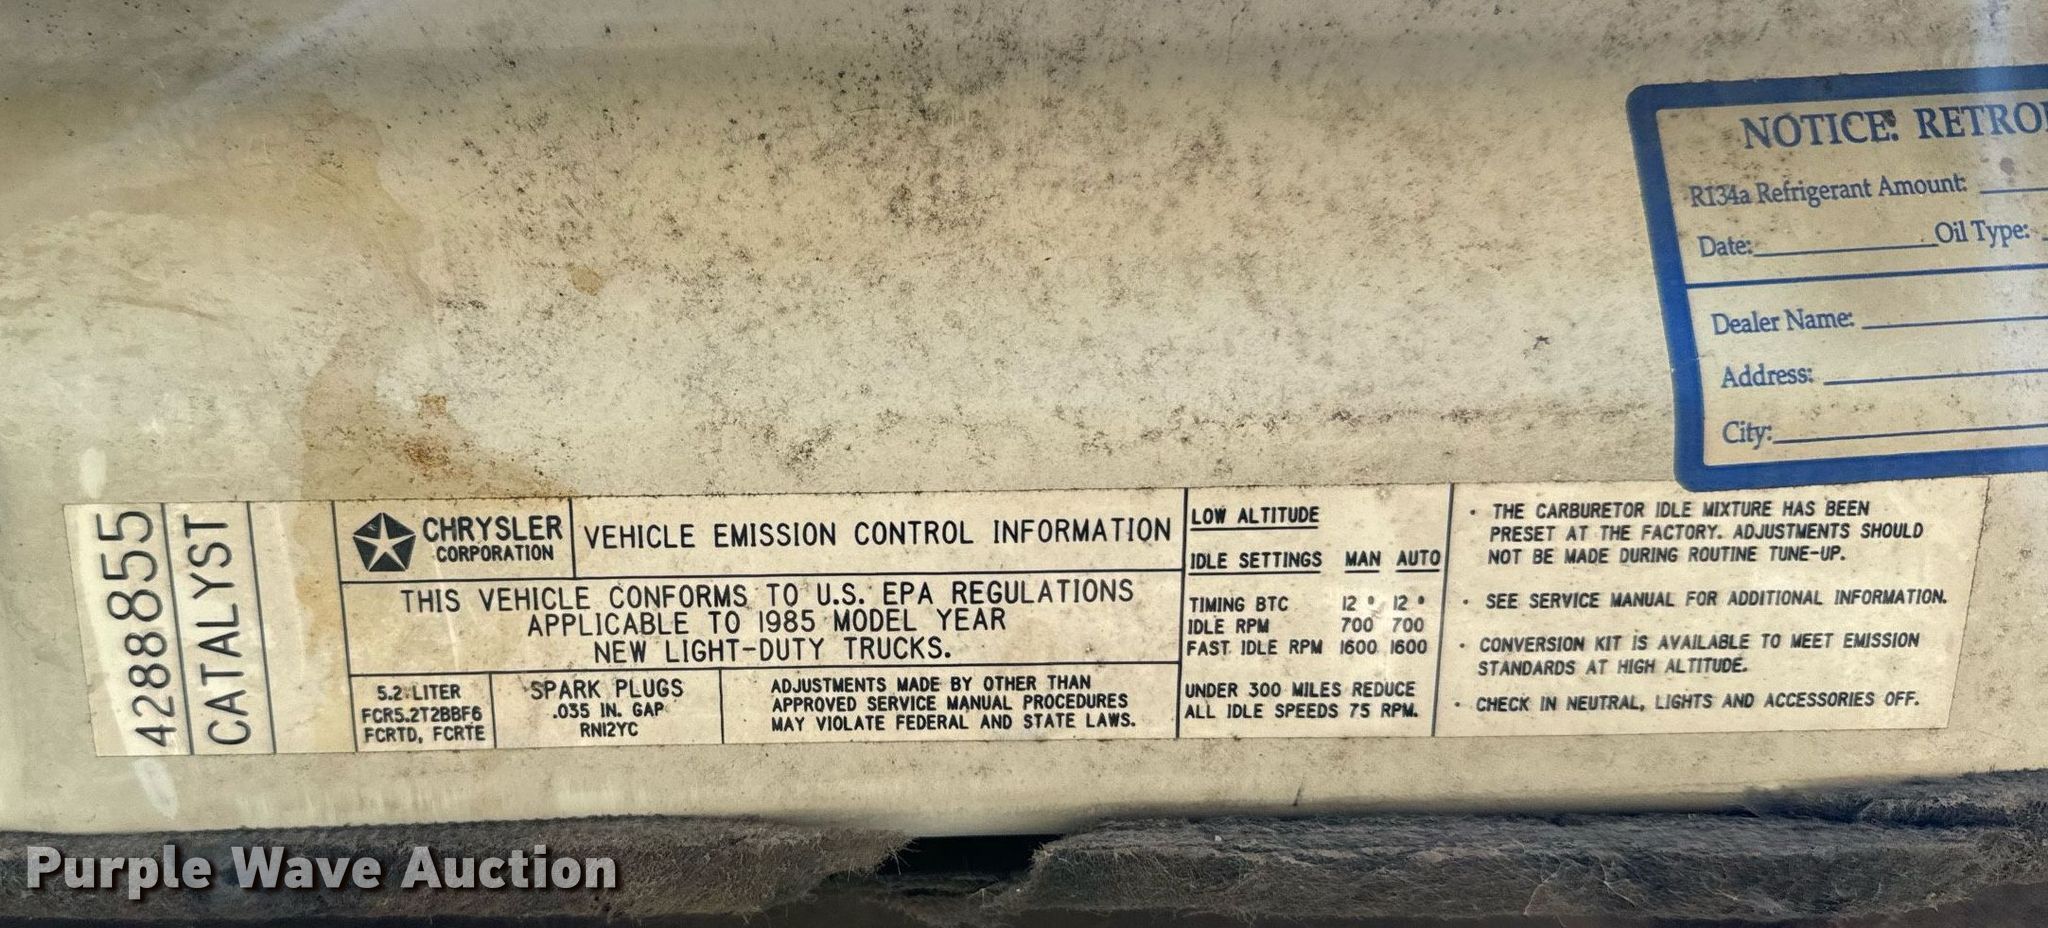 NOTICE: RETRO
R134a Refrigerant Amount:
Date: Oil Type:
Dealer Name:
Address:
City:
4288855
CATALYST
CHRYSLER
CORPORATION
VEHICLE EMISSION CONTROL INFORMATION
THIS VEHICLE CONFORMS TO U.S. EPA REGULATIONS
APPLICABLE TO 1985 MODEL YEAR
NEW LIGHT-DUTY TRUCKS.
5.2 LITER
FCR5.2T2BBF6
FCRTD, FCRTE
SPARK PLUGS
.035 IN. GAP
RN12YC
ADJUSTMENTS MADE BY OTHER THAN
APPROVED SERVICE MANUAL PROCEDURES
MAY VIOLATE FEDERAL AND STATE LAWS.
LOW ALTITUDE
IDLE SETTINGS MAN AUTO
TIMING BTC 12° 12°
IDLE RPM 700 700
FAST IDLE RPM 1600 1600
UNDER 300 MILES REDUCE
ALL IDLE SPEEDS 75 RPM.
• THE CARBURETOR IDLE MIXTURE HAS BEEN
PRESET AT THE FACTORY. ADJUSTMENTS SHOULD
NOT BE MADE DURING ROUTINE TUNE-UP.
• SEE SERVICE MANUAL FOR ADDITIONAL INFORMATION.
• CONVERSION KIT IS AVAILABLE TO MEET EMISSION
STANDARDS AT HIGH ALTITUDE.
• CHECK IN NEUTRAL, LIGHTS AND ACCESSORIES OFF.
Purple Wave Auction